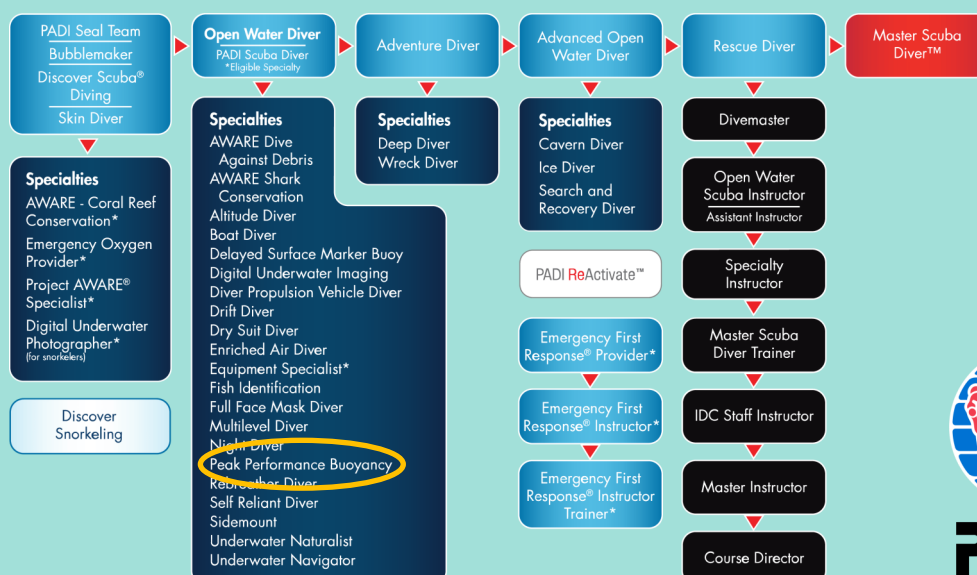 PADI Seal Team
Bubblemaker
Discover Scuba®
Diving
Skin Diver
Open Water Diver
PADI Scuba Diver
*Eligible Specialty
Adventure Diver
Advanced Open
Water Diver
Rescue Diver
Master Scuba
Diver™
Specialties
AWARE - Coral Reef
Conservation*
Emergency Oxygen
Provider*
Project AWARE®
Specialist*
Digital Underwater
Photographer*
(for snorkelers)
Discover
Snorkeling
Specialties
AWARE Dive
Against Debris
AWARE Shark
Conservation
Altitude Diver
Boat Diver
Delayed Surface Marker Buoy
Digital Underwater Imaging
Diver Propulsion Vehicle Diver
Drift Diver
Dry Suit Diver
Enriched Air Diver
Equipment Specialist*
Fish Identification
Full Face Mask Diver
Multilevel Diver
Night Diver
Peak Performance Buoyancy
Rebreather Diver
Self Reliant Diver
Sidemount
Underwater Naturalist
Underwater Navigator
Specialties
Deep Diver
Wreck Diver
Specialties
Cavern Diver
Ice Diver
Search and
Recovery Diver
PADI ReActivate™
Emergency First
Response® Provider*
Emergency First
Response® Instructor*
Emergency First
Response® Instructor
Trainer*
Divemaster
Open Water
Scuba Instructor
Assistant Instructor
Specialty
Instructor
Master Scuba
Diver Trainer
IDC Staff Instructor
Master Instructor
Course Director